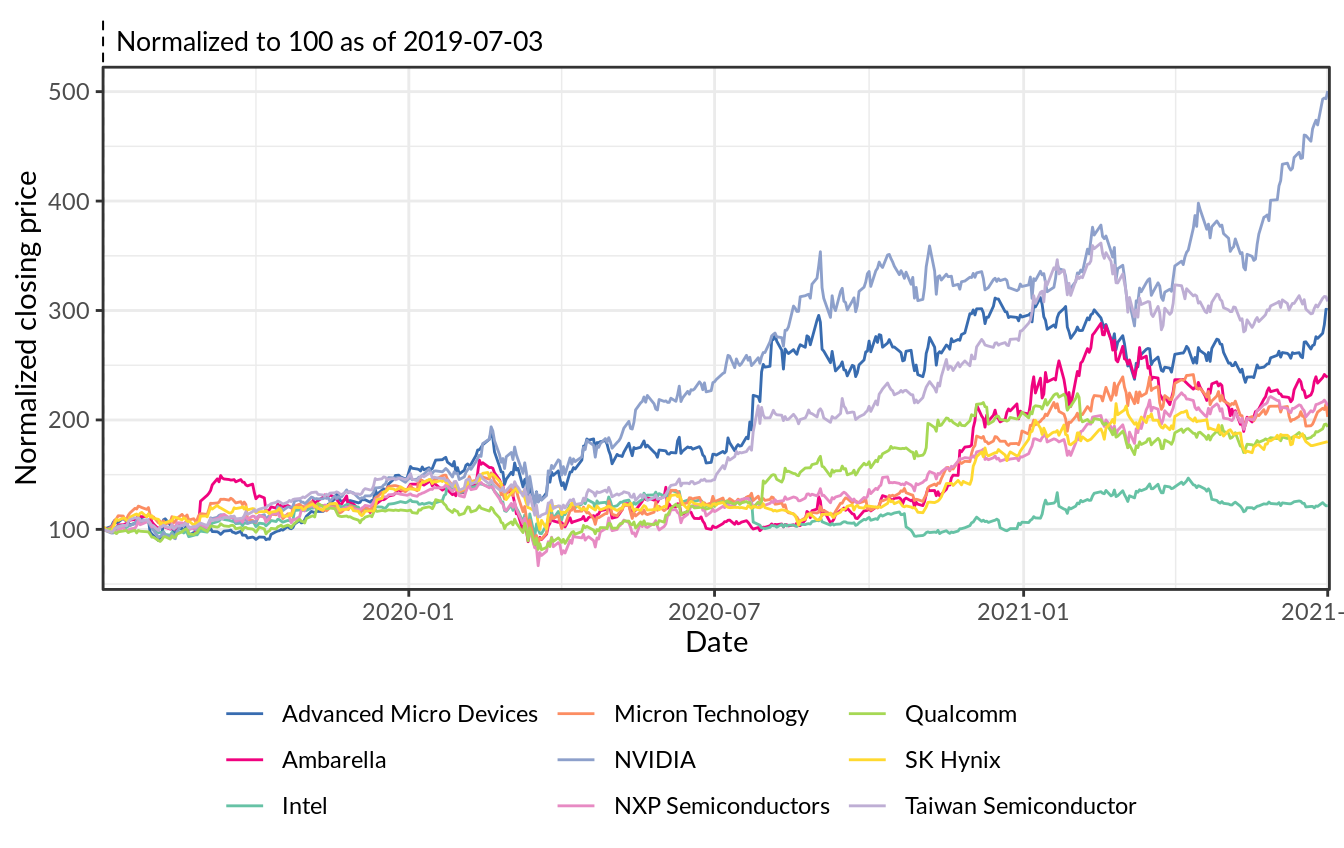 Normalized to 100 as of 2019-07-03
500
400
300
200
100
Normalized closing price
2020-01
2020-07
2021-01
2021-
Date
Advanced Micro Devices
Micron Technology
Qualcomm
Ambarella
NVIDIA
SK Hynix
Intel
NXP Semiconductors
Taiwan Semiconductor